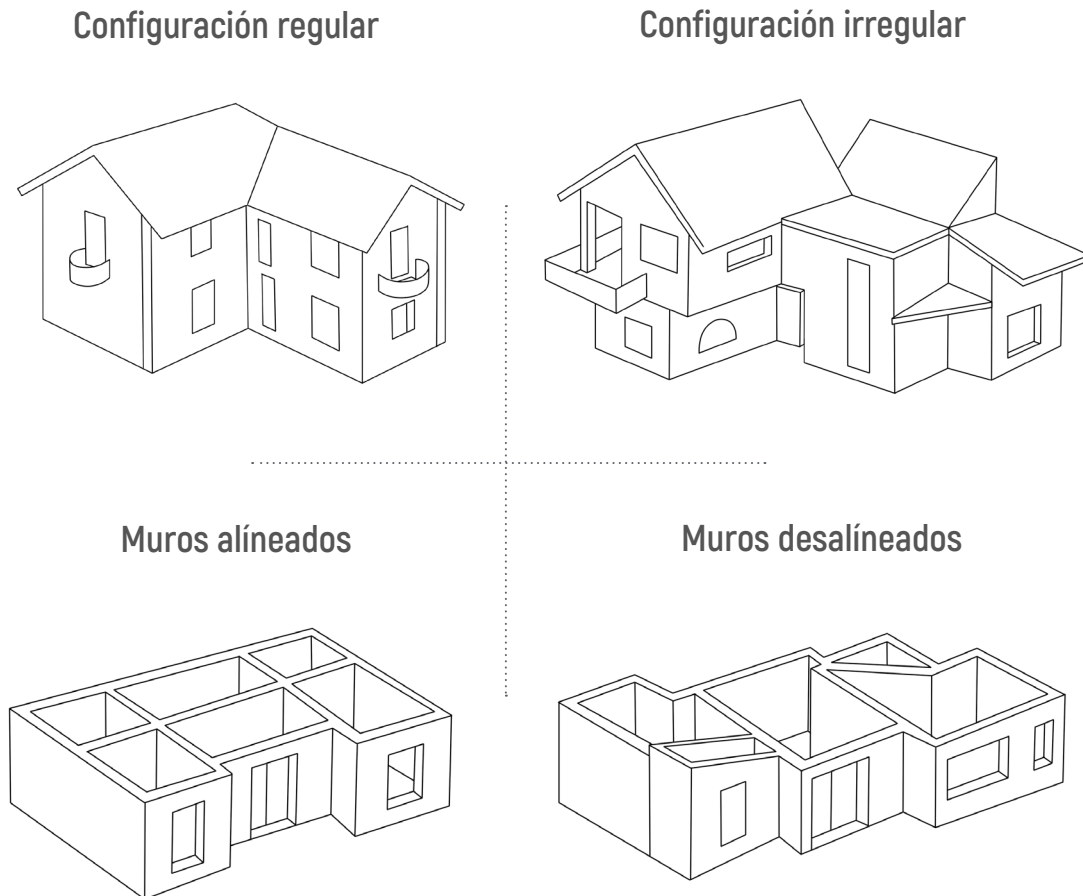 Configuración regular
Configuración irregular
Muros alíneados
Muros desalíneados